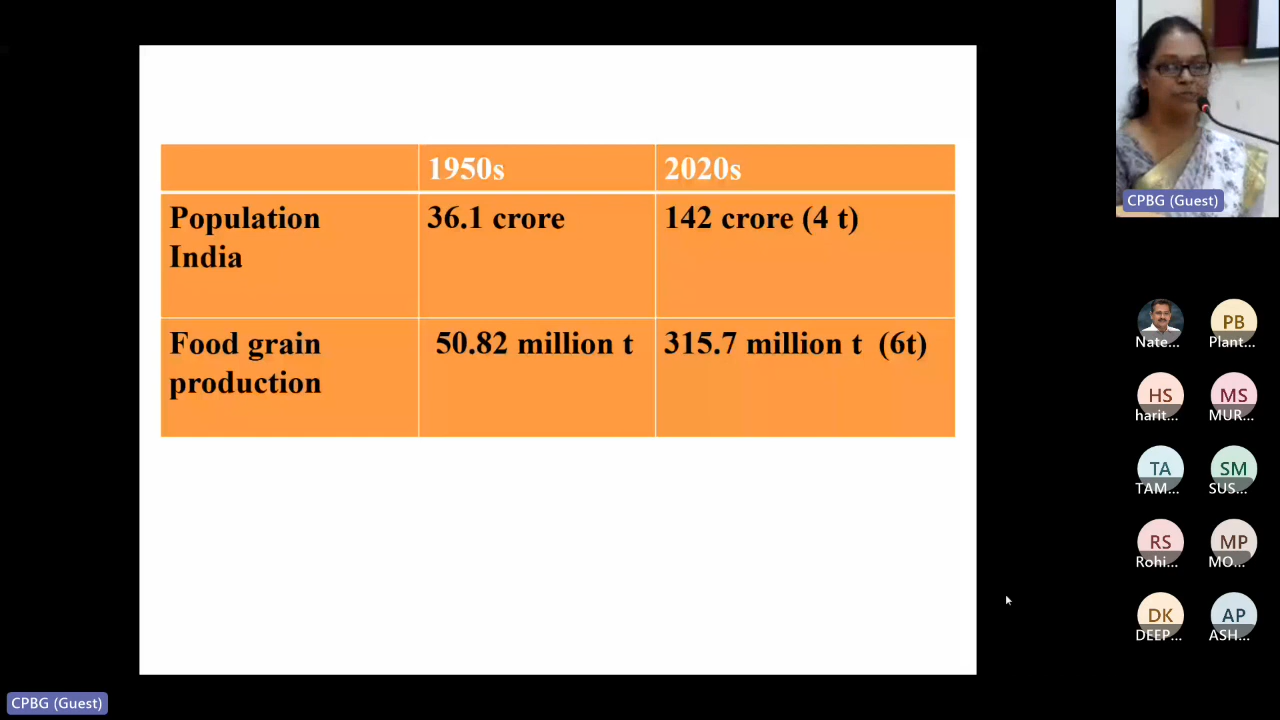 1950s 2020s
Population
India
36.1 crore 142 crore (4 t)
Food grain
production
50.82 million t 315.7 million t (6t)
CPBG (Guest)
Nate... PB
Plant...
HS MS
harit... MUR...
TA SM
TAM... SUS...
RS MP
Rohi... MO...
DK AP
DEEP... ASH...
CPBG (Guest)